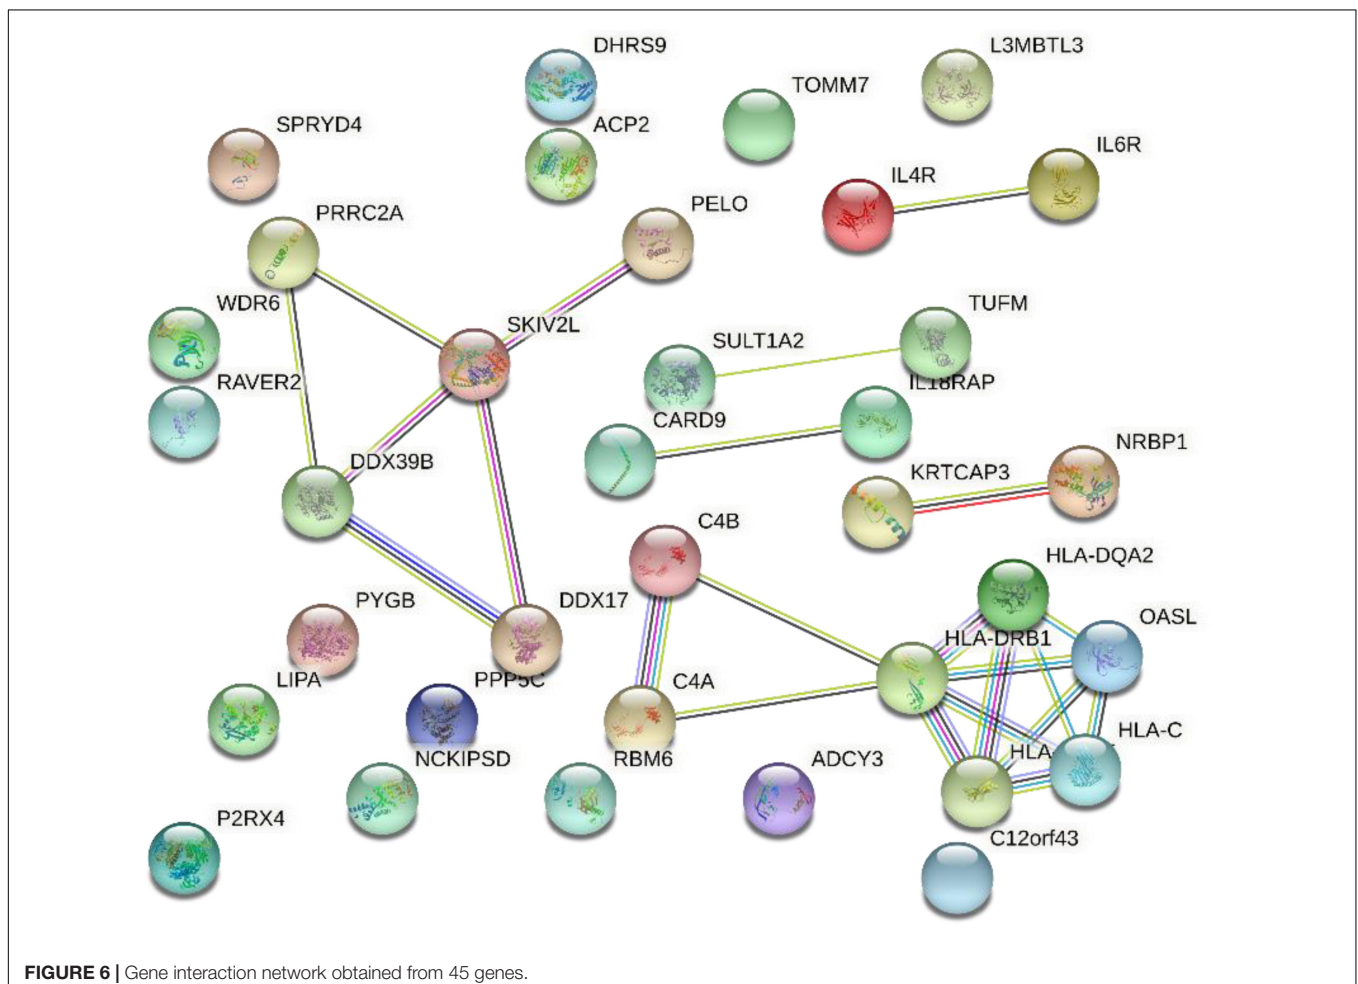 DHRS9
L3MBTL3
TOMM7
SPRYD4
ACP2
IL6R
IL4R
PELO
PRRC2A
WDR6
TUFM
SKIV2L
SULT1A2
RAVER2
IL18RAP
CARD9
NRBP1
DDX39B
KRTCAP3
C4B
HLA-DQA2
PYGB
DDX17
OASL
HLA-DRB1
LIPA
PPP5C
C4A
HLA-C
HLA-
NCKIPSD
RBM6
ADCY3
P2RX4
C12orf43
FIGURE 6 | Gene interaction network obtained from 45 genes.